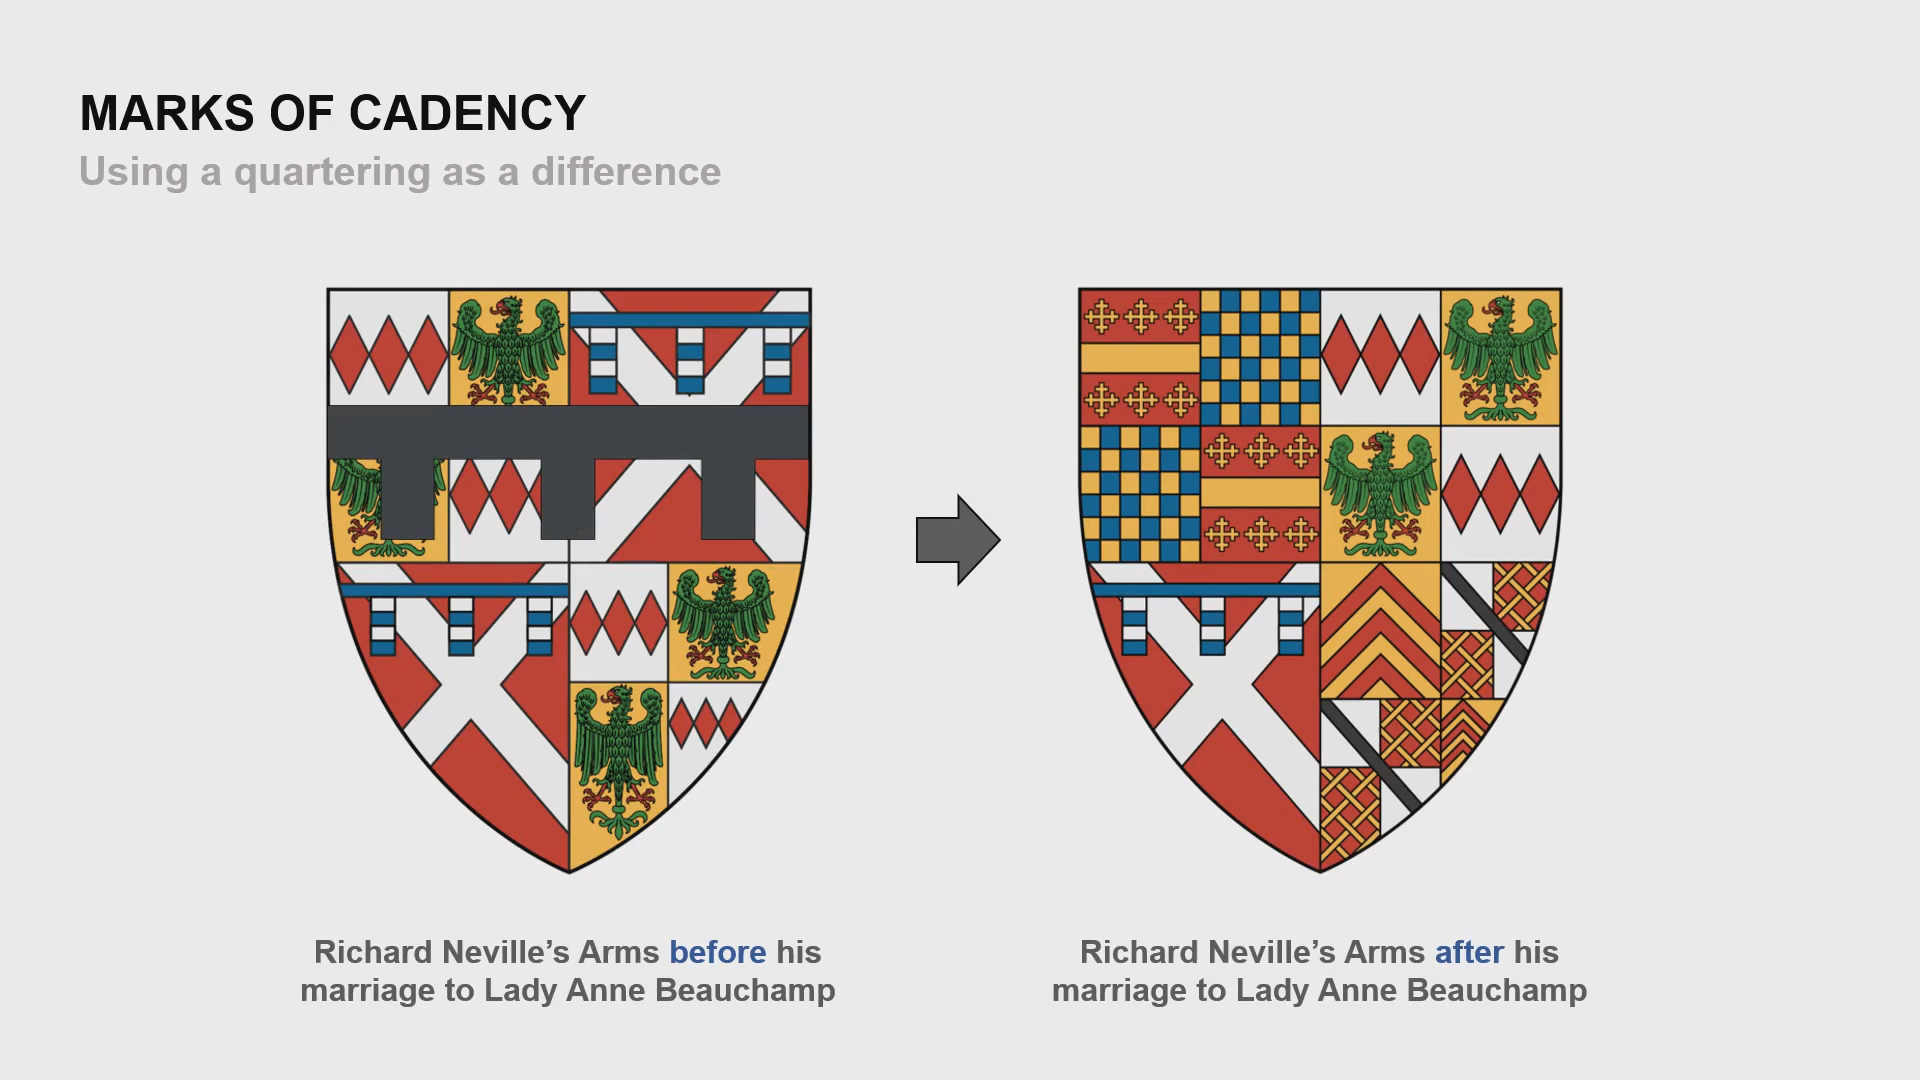 MARKS OF CADENCY
Using a quartering as a difference
Richard Neville’s Arms before his
marriage to Lady Anne Beauchamp
Richard Neville’s Arms after his
marriage to Lady Anne Beauchamp